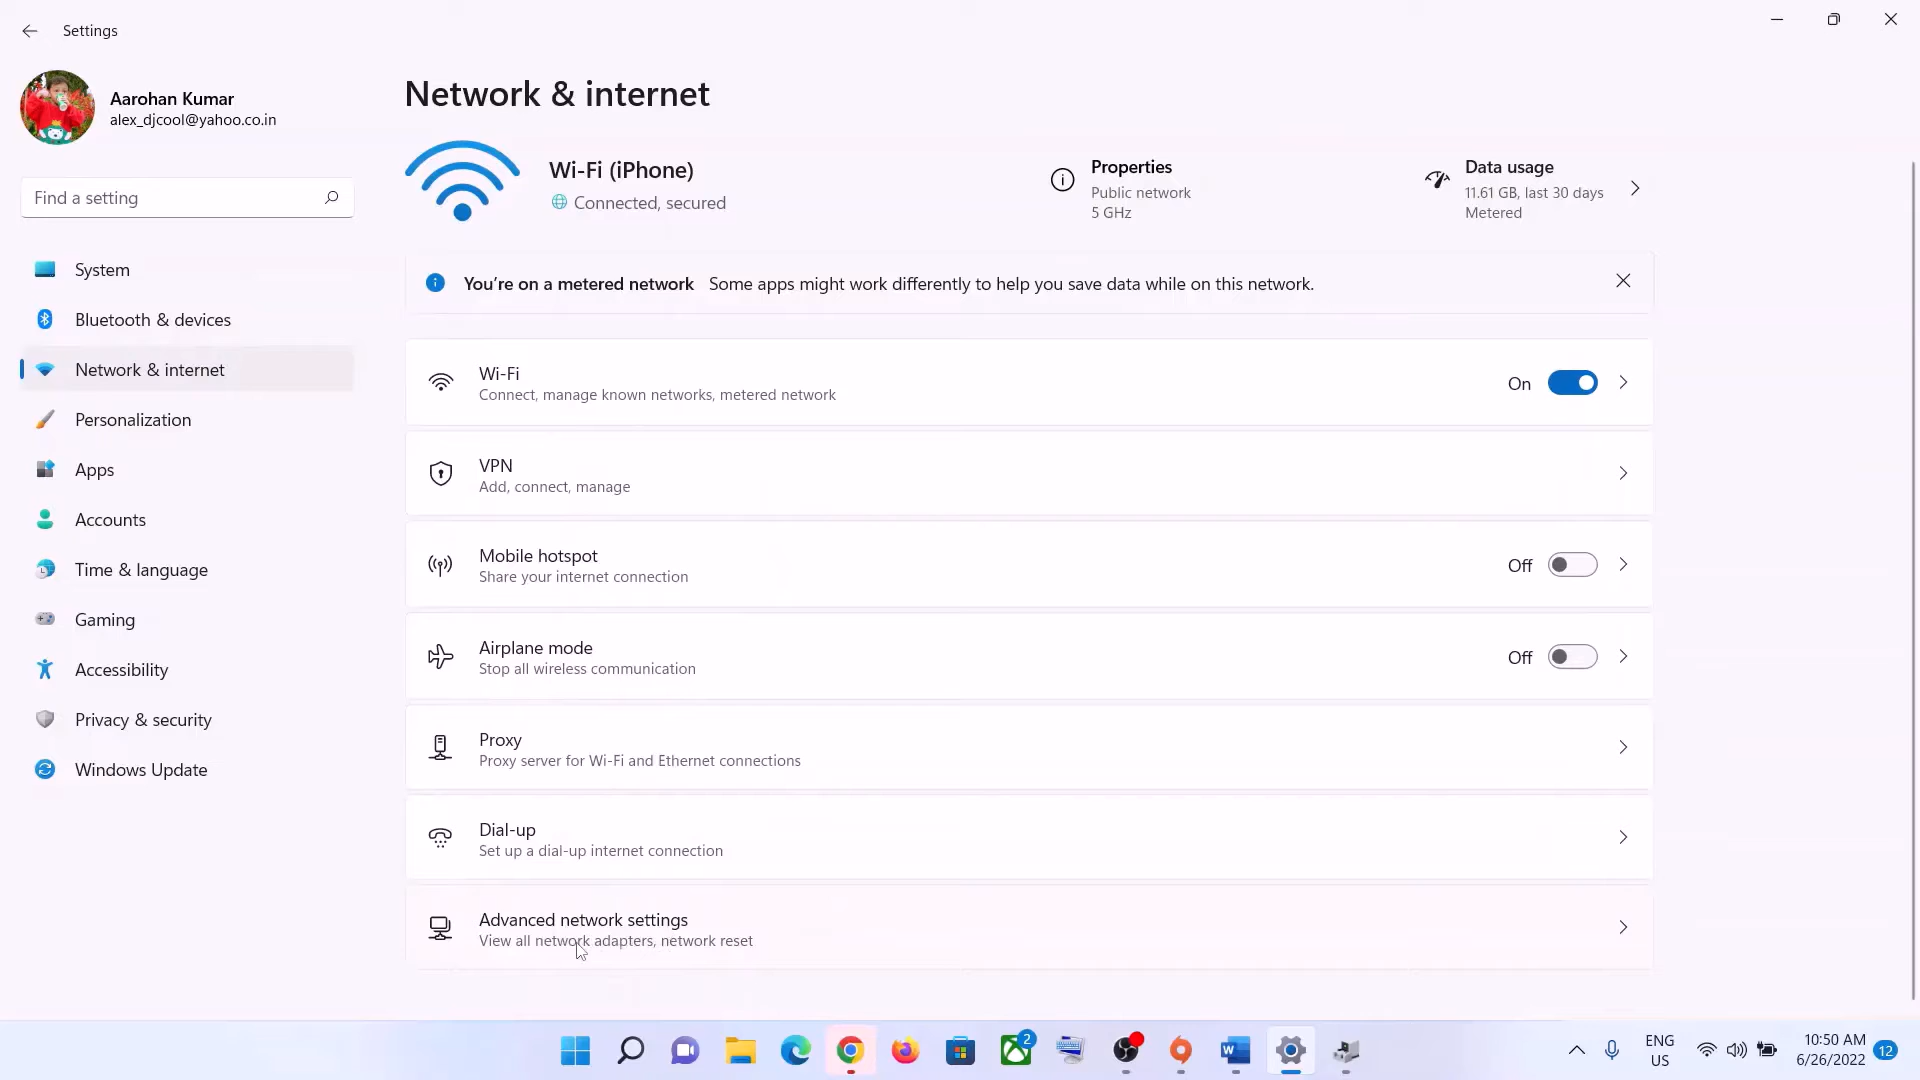 Settings
Aarohan Kumar
alex_djcool@yahoo.co.in
Find a setting
System
Bluetooth & devices
Network & internet
Personalization
Apps
Accounts
Time & language
Gaming
Accessibility
Privacy & security
Windows Update
Network & internet
Wi-Fi (iPhone)
Connected, secured
Properties
Public network
5 GHz
Data usage
11.61 GB, last 30 days
Metered
You're on a metered network Some apps might work differently to help you save data while on this network.
Wi-Fi
Connect, manage known networks, metered network
On
VPN
Add, connect, manage
Mobile hotspot
Share your internet connection
Off
Airplane mode
Stop all wireless communication
Off
Proxy
Proxy server for Wi-Fi and Ethernet connections
Dial-up
Set up a dial-up internet connection
Advanced network settings
View all network adapters, network reset
2
ENG
US
10:50 AM
6/26/2022
12